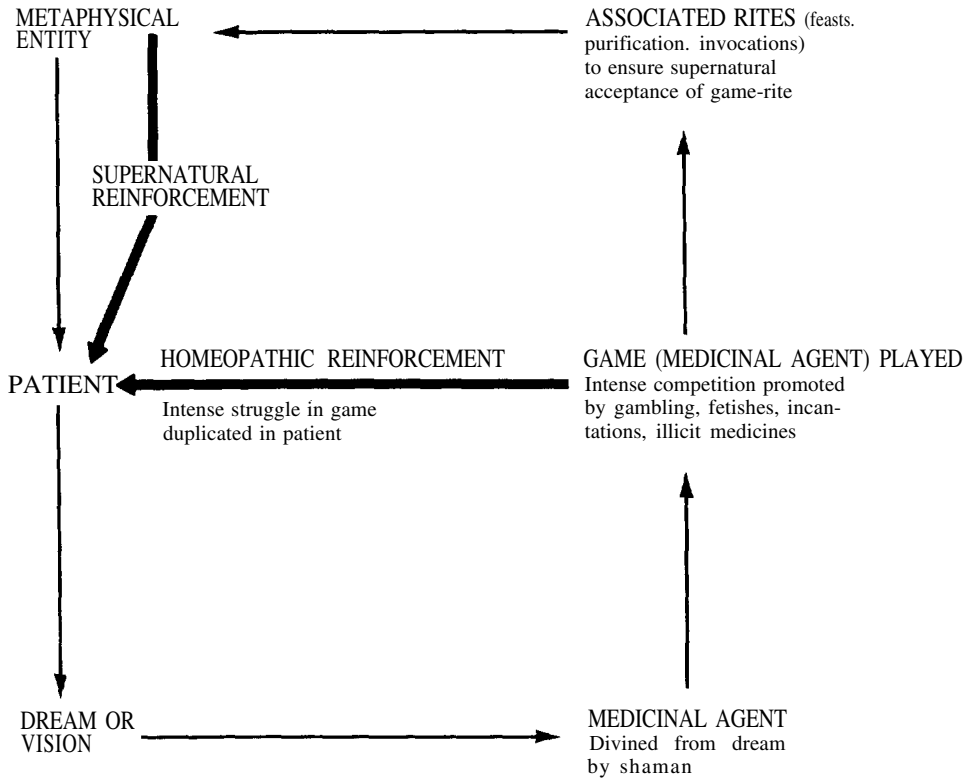 METAPHYSICAL
ENTITY
ASSOCIATED RITES (feasts.
purification. invocations)
to ensure supernatural
acceptance of game-rite
SUPERNATURAL
REINFORCEMENT
HOMEOPATHIC REINFORCEMENT
PATIENT
Intense struggle in game
duplicated in patient
GAME (MEDICINAL AGENT) PLAYED
Intense competition promoted
by gambling, fetishes, incan-
tations, illicit medicines
DREAM OR
VISION
MEDICINAL AGENT
Divined from dream
by shaman